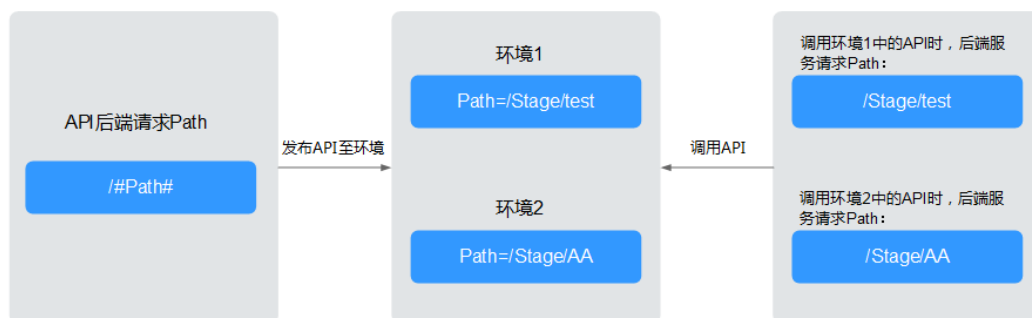 API后端请求Path
/#Path#
发布API至环境
环境1
Path=/Stage/test
环境2
Path=/Stage/AA
调用API
调用环境1中的API时，后端服
务请求Path：
/Stage/test
调用环境2中的API时，后端服
务请求Path：
/Stage/AA